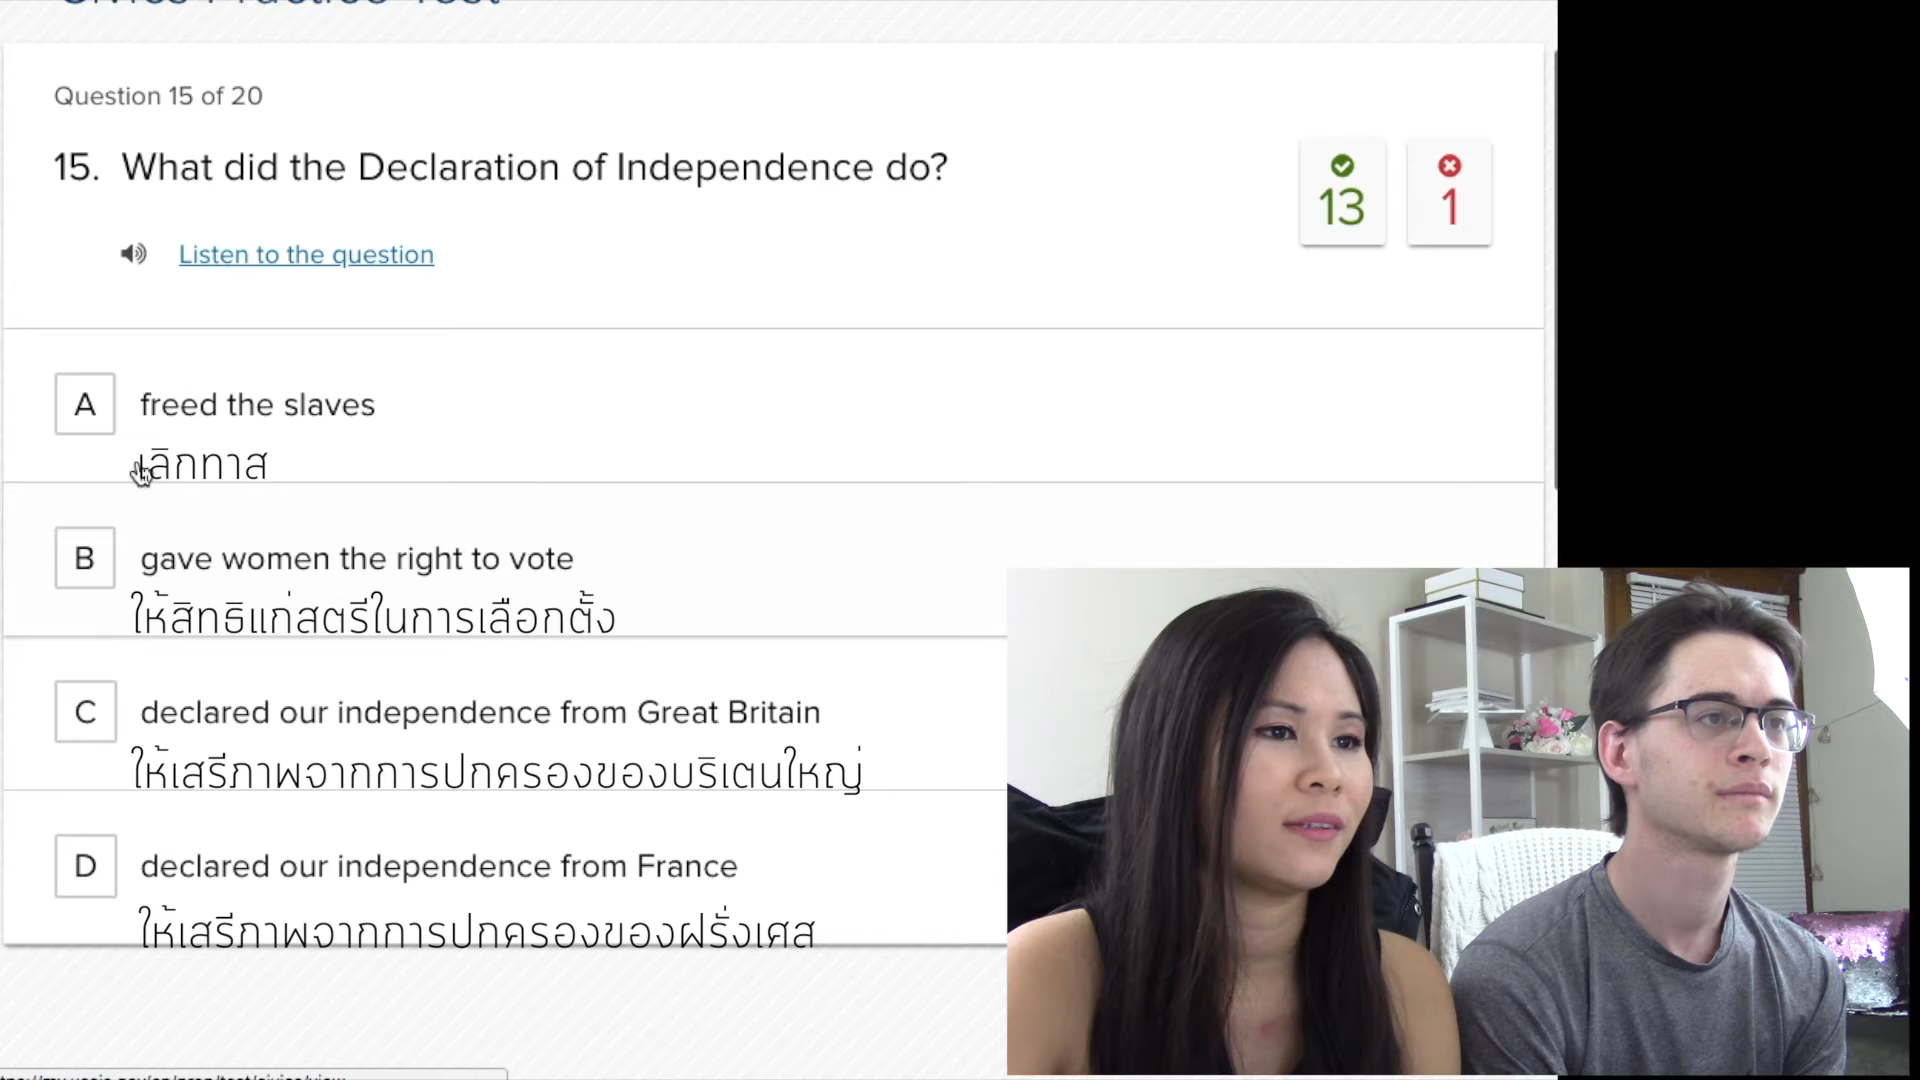 Civics Practice Test
Question 15 of 20
15. What did the Declaration of Independence do?
13
1
Listen to the question
A freed the slaves
เลิกทาส
B gave women the right to vote
ให้สิทธิแก่สตรีในการเลือกตั้ง
C declared our independence from Great Britain
ให้เสรีภาพจากการปกครองของบริเตนใหญ่
D declared our independence from France
ให้เสรีภาพจากการปกครองของฝรั่งเศส